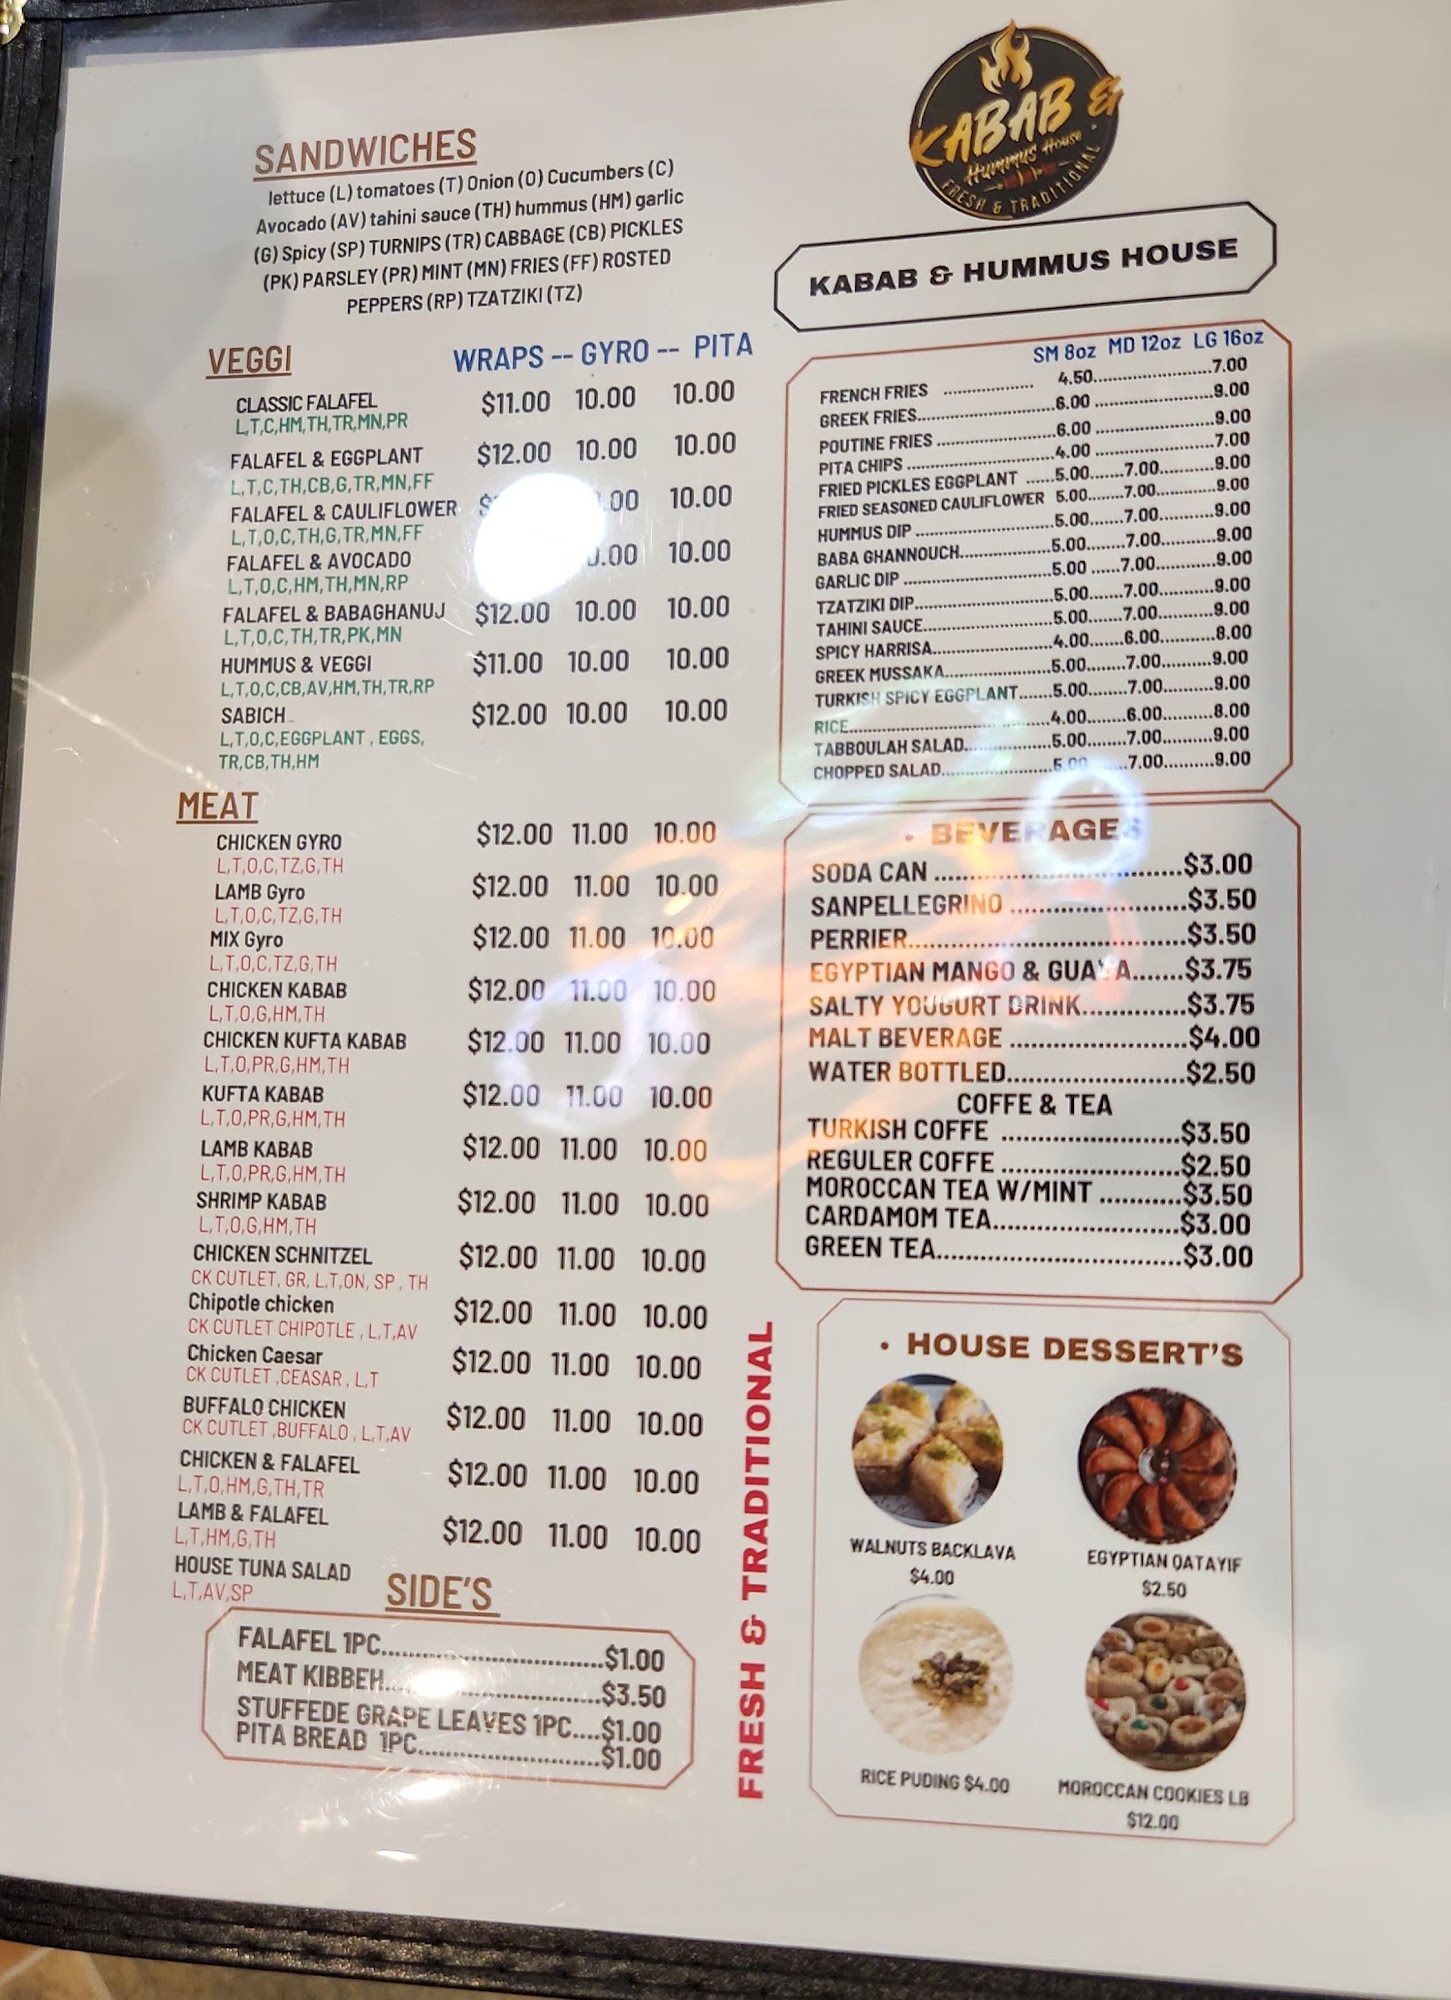 SANDWICHES
lettuce (L) tomatoes (T) Onion (O) Cucumbers (C)
Avocado (AV) tahini sauce (TH) hummus (HM) garlic
(G) Spicy (SP) TURNIPS (TR) CABBAGE (CB) PICKLES
(PK) PARSLEY (PR) MINT (MN) FRIES (FF) ROSTED
PEPPERS (RP) TZATZIKI (TZ)
VEGGI WRAPS -- GYRO -- PITA
CLASSIC FALAFEL $11.00 10.00 10.00
L,T,C,HM,TH,TR,MN,PR
FALAFEL & EGGPLANT $12.00 10.00 10.00
L,T,C,TH,CB,G,TR,MN,FF
FALAFEL & CAULIFLOWER 10.00
L,T,O,C,TH,G,TR,MN,FF
FALAFEL & AVOCADO 10.00
L,T,O,C,HM,TH,MN,RP
FALAFEL & BABAGHANUJ $12.00 10.00 10.00
L,T,O,C,TH,TR,PK,MN
HUMMUS & VEGGI $11.00 10.00 10.00
L,T,O,C,CB,AV,HM,TH,TR,RP
SABICH $12.00 10.00 10.00
L,T,O,C,EGGPLANT , EGGS,
TR,CB,TH,HM
MEAT
CHICKEN GYRO $12.00 11.00 10.00
L,T,O,C,TZ,G,TH
LAMB Gyro $12.00 11.00 10.00
L,T,O,C,TZ,G,TH
MIX Gyro $12.00 11.00 10.00
L,T,O,C,TZ,G,TH
CHICKEN KABAB $12.00 11.00 10.00
L,T,O,G,HM,TH
CHICKEN KUFTA KABAB $12.00 11.00 10.00
L,T,O,PR,G,HM,TH
KUFTA KABAB $12.00 11.00 10.00
L,T,O,PR,G,HM,TH
LAMB KABAB $12.00 11.00 10.00
L,T,O,PR,G,HM,TH
SHRIMP KABAB $12.00 11.00 10.00
L,T,O,G,HM,TH
CHICKEN SCHNITZEL $12.00 11.00 10.00
CK CUTLET, GR, L,T,ON, SP , TH
Chipotle chicken $12.00 11.00 10.00
CK CUTLET CHIPOTLE , L,T,AV
Chicken Caesar $12.00 11.00 10.00
CK CUTLET ,CEASAR , L,T
BUFFALO CHICKEN $12.00 11.00 10.00
CK CUTLET ,BUFFALO , L,T,AV
CHICKEN & FALAFEL $12.00 11.00 10.00
L,T,O,HM,G,TH,TR
LAMB & FALAFEL $12.00 11.00 10.00
L,T,HM,G,TH
HOUSE TUNA SALAD
L,T,AV,SP
SIDE'S
FALAFEL 1PC...............................$1.00
MEAT KIBBEH..............................$3.50
STUFFEDE GRAPE LEAVES 1PC....$1.00
PITA BREAD 1PC..........................$1.00
FRESH & TRADITIONAL
KABAB &
Hummus House
FRESH & TRADITIONAL
KABAB & HUMMUS HOUSE
SM 8oz MD 12oz LG 16oz
FRENCH FRIES .................. 4.50.......................7.00
GREEK FRIES.........................6.00 .......................9.00
POUTINE FRIES .....................6.00 .......................9.00
PITA CHIPS ...........................4.00 .......................7.00
FRIED PICKLES EGGPLANT ......5.00.......7.00..........9.00
FRIED SEASONED CAULIFLOWER 5.00.......7.00..........9.00
HUMMUS DIP .........................5.00.......7.00..........9.00
BABA GHANNOUCH.................5.00.......7.00..........9.00
GARLIC DIP ...........................5.00 ......7.00..........9.00
TZATZIKI DIP.........................5.00.......7.00..........9.00
TAHINI SAUCE.......................5.00.......7.00..........9.00
SPICY HARRISA.....................4.00.......6.00..........8.00
GREEK MUSSAKA...................5.00.......7.00..........9.00
TURKISH SPICY EGGPLANT......5.00.......7.00..........9.00
RICE....................................4.00.......6.00..........8.00
TABBOULAH SALAD................5.00.......7.00..........9.00
CHOPPED SALAD....................5.00 ......7.00..........9.00
• BEVERAGES
SODA CAN .................................$3.00
SANPELLEGRINO .......................$3.50
PERRIER....................................$3.50
EGYPTIAN MANGO & GUAVA.......$3.75
SALTY YOUGURT DRINK..............$3.75
MALT BEVERAGE ........................$4.00
WATER BOTTLED........................$2.50
COFFE & TEA
TURKISH COFFE ........................$3.50
REGULER COFFE ........................$2.50
MOROCCAN TEA W/MINT ...........$3.50
CARDAMOM TEA.........................$3.00
GREEN TEA.................................$3.00
• HOUSE DESSERT'S
WALNUTS BACKLAVA
$4.00
EGYPTIAN QATAYIF
$2.50
RICE PUDING $4.00
MOROCCAN COOKIES LB
$12.00